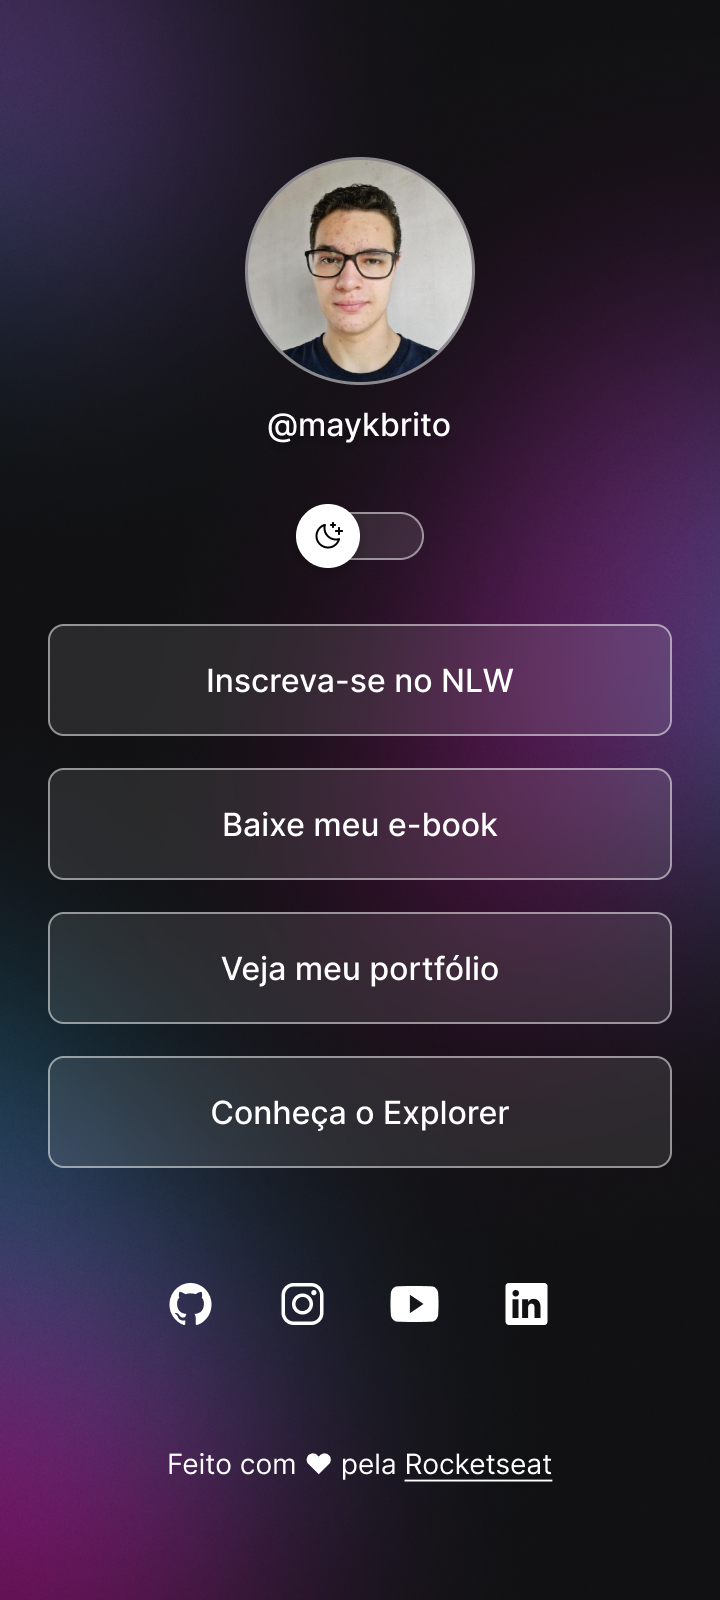 @maykbrito
Inscreva-se no NLW
Baixe meu e-book
Veja meu portfólio
Conheça o Explorer
Feito com ♥ pela Rocketseat